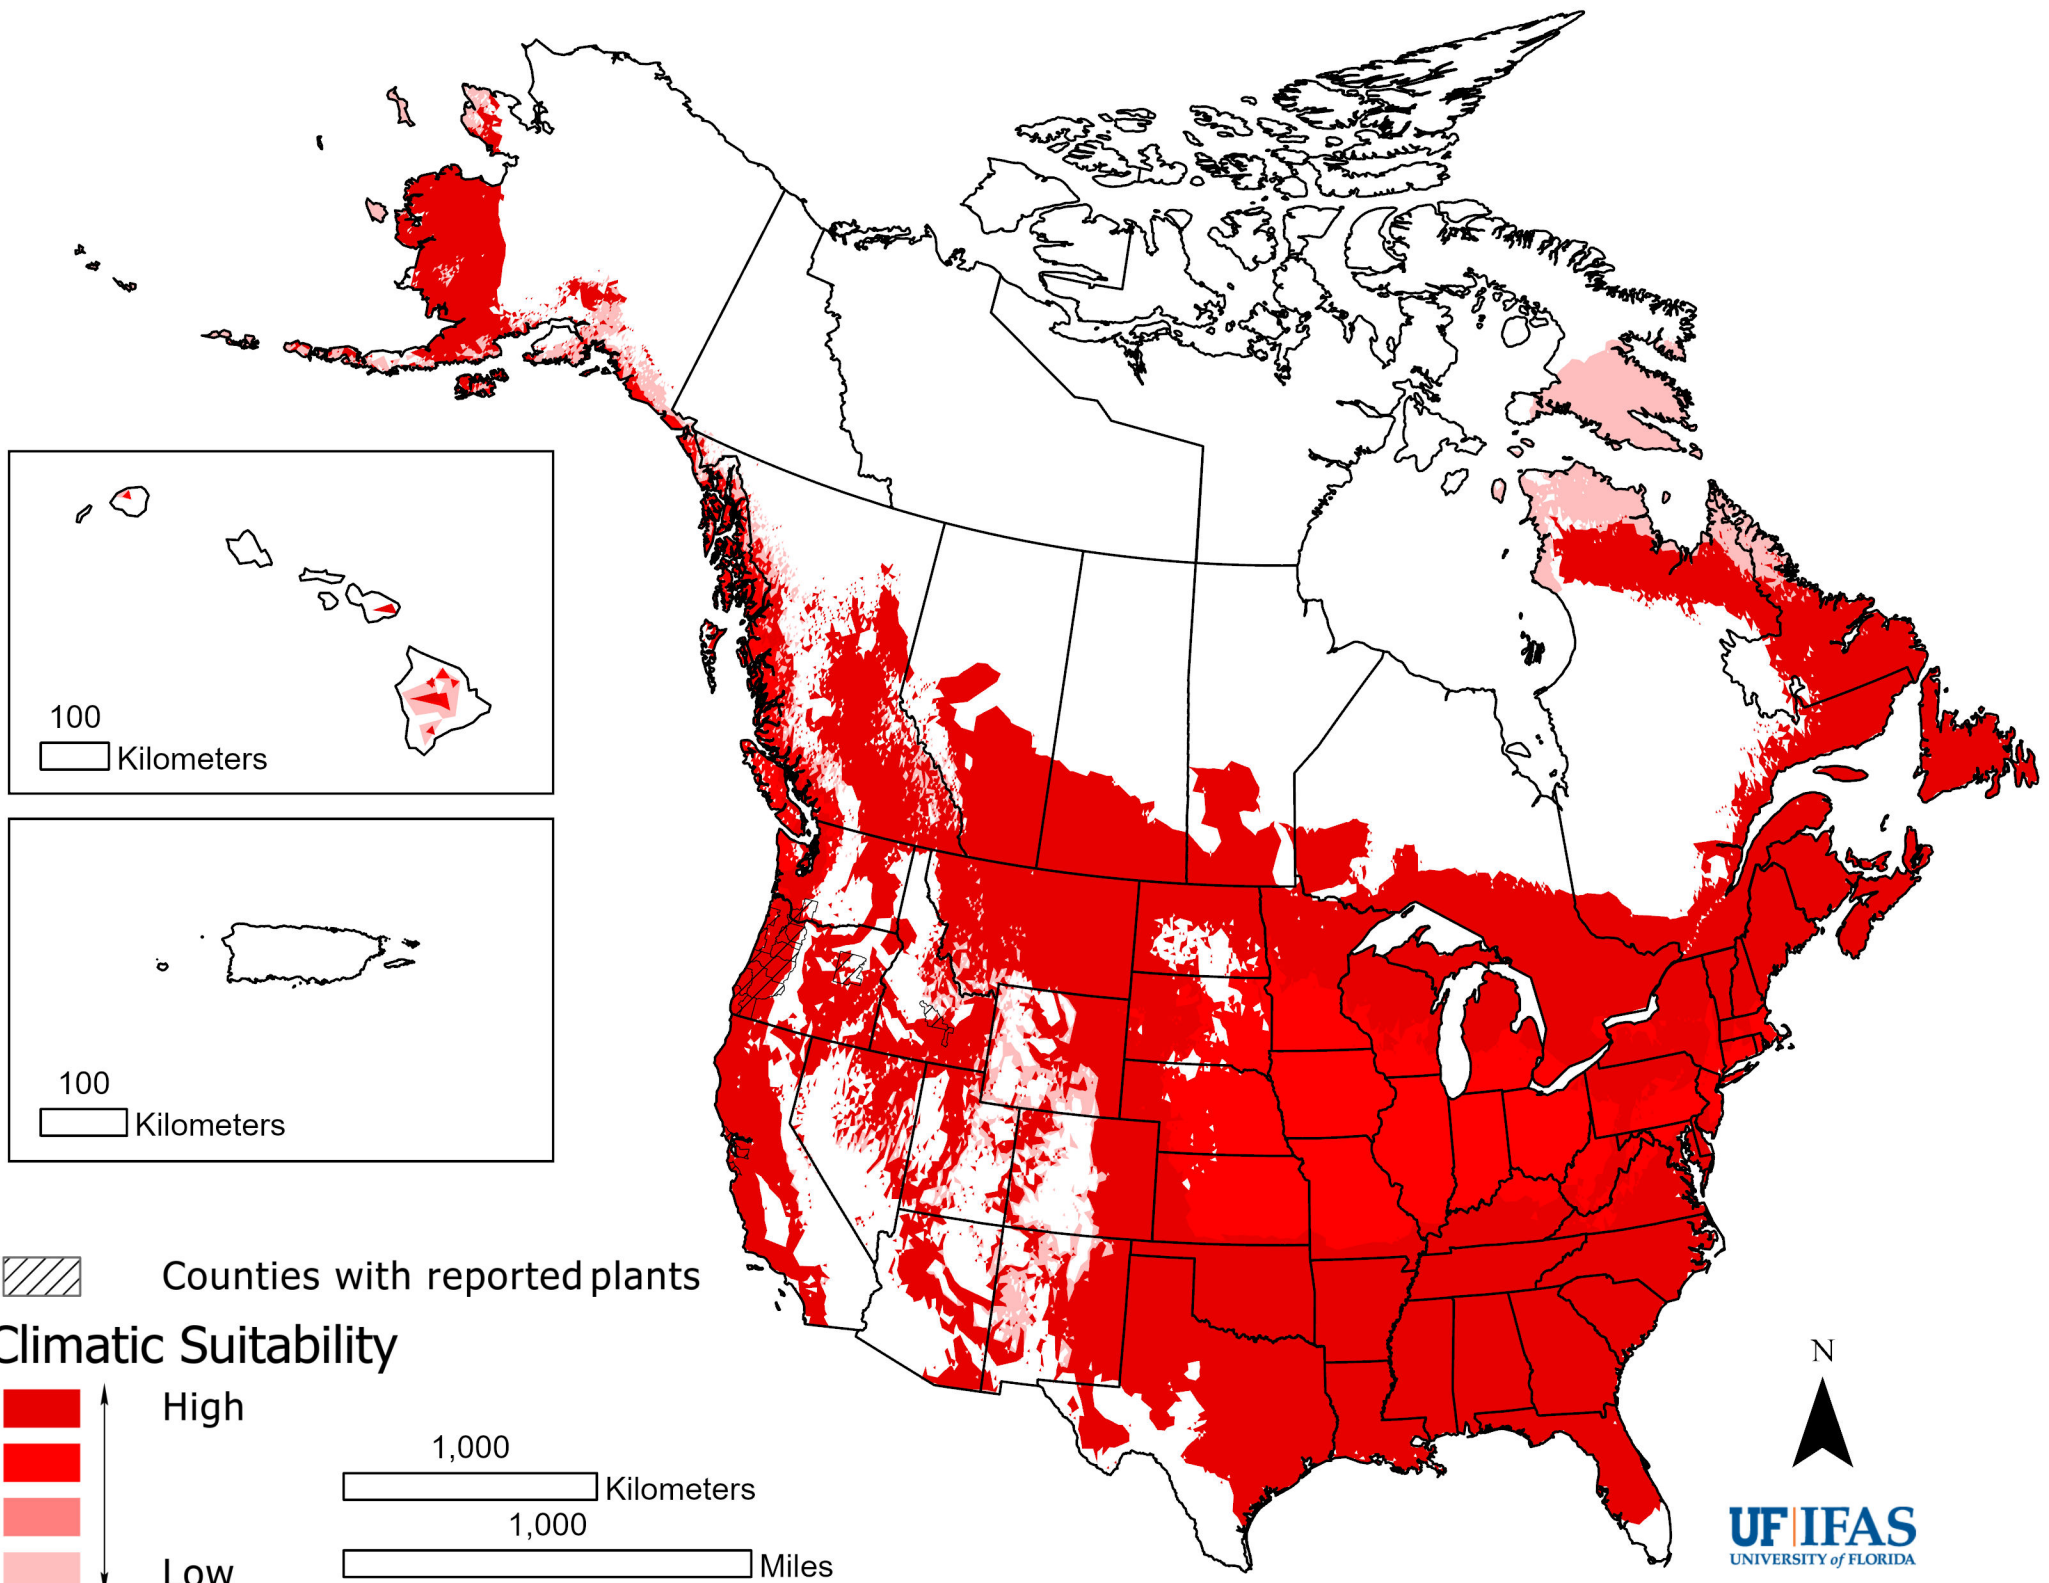 100
Kilometers
100
Kilometers
Counties with reported plants
Climatic Suitability
High
Low
1,000
Kilometers
1,000
Miles
N
UF|IFAS
UNIVERSITY of FLORIDA